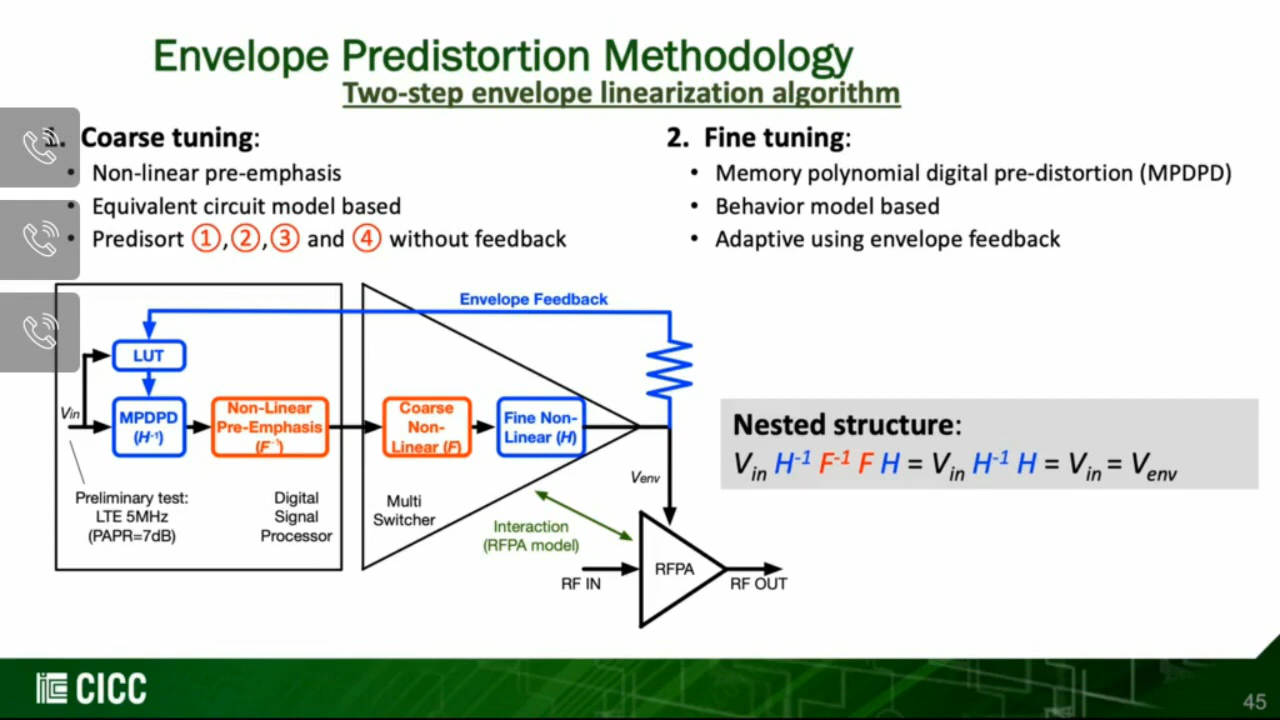 Envelope Predistortion Methodology
Two-step envelope linearization algorithm
1. Coarse tuning:
• Non-linear pre-emphasis
• Equivalent circuit model based
• Predisort ①,②,③ and ④ without feedback
2. Fine tuning:
• Memory polynomial digital pre-distortion (MPDPD)
• Behavior model based
• Adaptive using envelope feedback
Envelope Feedback
LUT
Vin
MPDPD
(H⁻¹)
Non-Linear
Pre-Emphasis
(F⁻¹)
Coarse
Non-
Linear (F)
Fine Non-
Linear (H)
Preliminary test:
LTE 5MHz
(PAPR=7dB)
Digital
Signal
Processor
Multi
Switcher
Venv
Interaction
(RFPA model)
RF IN
RFPA
RF OUT
Nested structure:
Vin H⁻¹ F⁻¹ F H = Vin H⁻¹ H = Vin = Venv
CICC
45